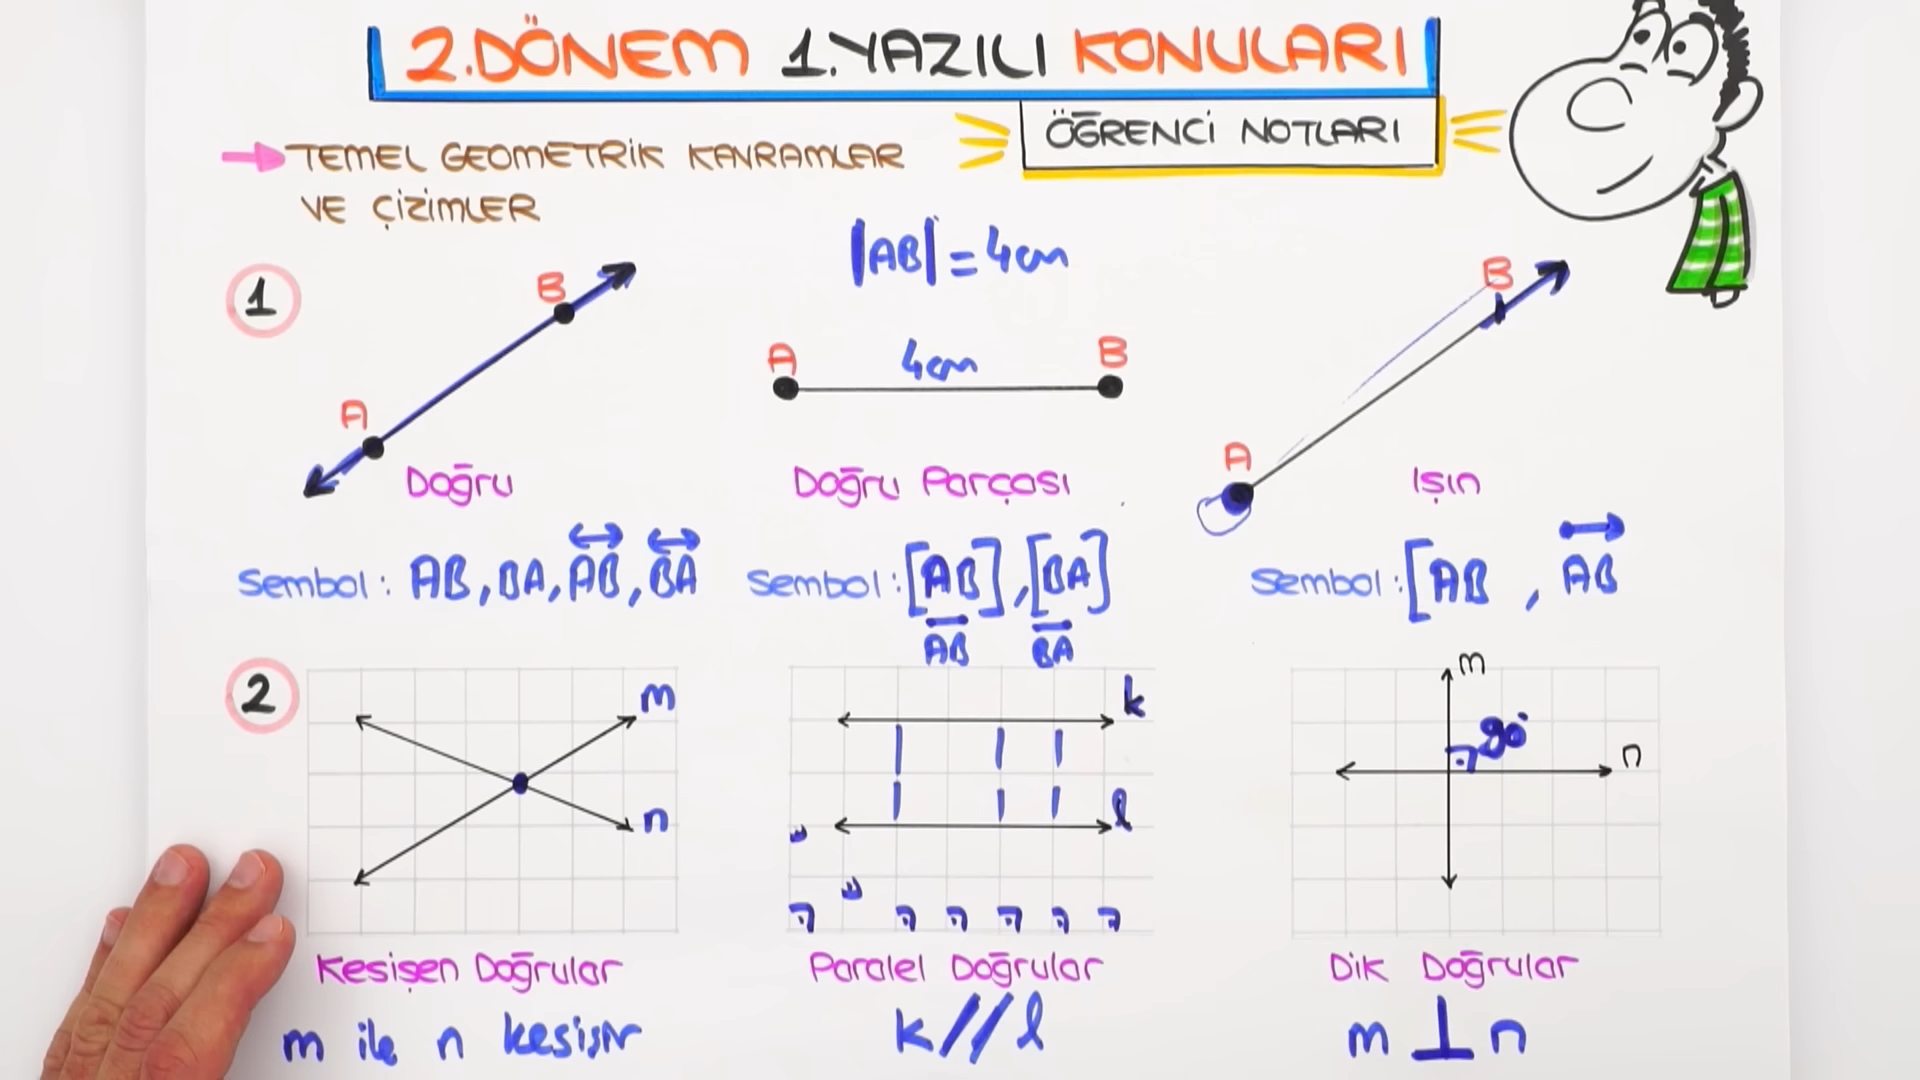 2.DÖNEM 1.YAZILI KONULARI
ÖĞRENCİ NOTLARI
TEMEL GEOMETRİK KAVRAMLAR
VE ÇİZİMLER
|AB| = 4cm
1
A
B
Doğru
A
4cm
B
Doğru Parçası
A
B
Işın
Sembol: AB, BA, AB, BA
Sembol: [AB], [BA]
AB BA
Sembol: [AB , AB
2
m
n
Kesişen Doğrular
m ile n kesişir
k
l
Paralel Doğrular
k // l
m
90°
n
Dik Doğrular
m ⊥ n